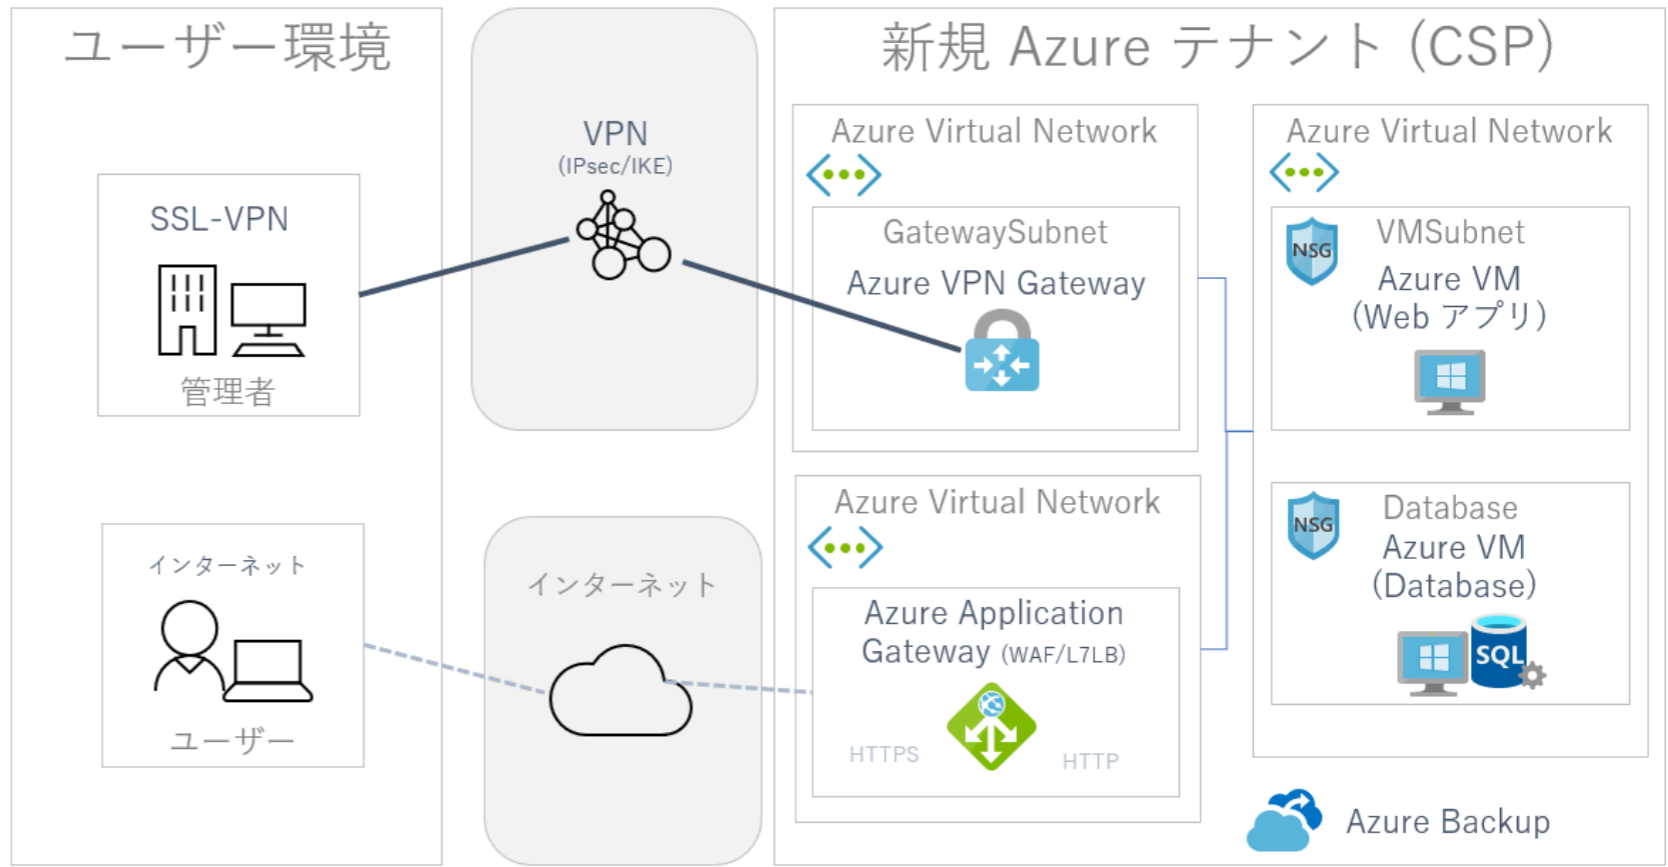 ユーザー環境
SSL-VPN
管理者
インターネット
ユーザー
VPN
(IPsec/IKE)
インターネット
新規 Azure テナント (CSP)
Azure Virtual Network
GatewaySubnet
Azure VPN Gateway
Azure Virtual Network
Azure Application
Gateway (WAF/L7LB)
HTTPS
HTTP
Azure Virtual Network
NSG
VMSubnet
Azure VM
(Web アプリ)
NSG
Database
Azure VM
(Database)
SQL
Azure Backup